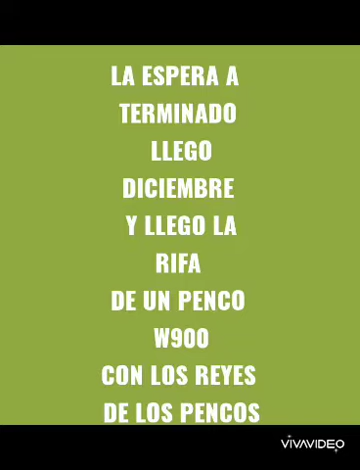 LA ESPERA A
TERMINADO
LLEGO
DICIEMBRE
Y LLEGO LA
RIFA
DE UN PENCO
W900
CON LOS REYES
DE LOS PENCOS
VIVAVIDEO